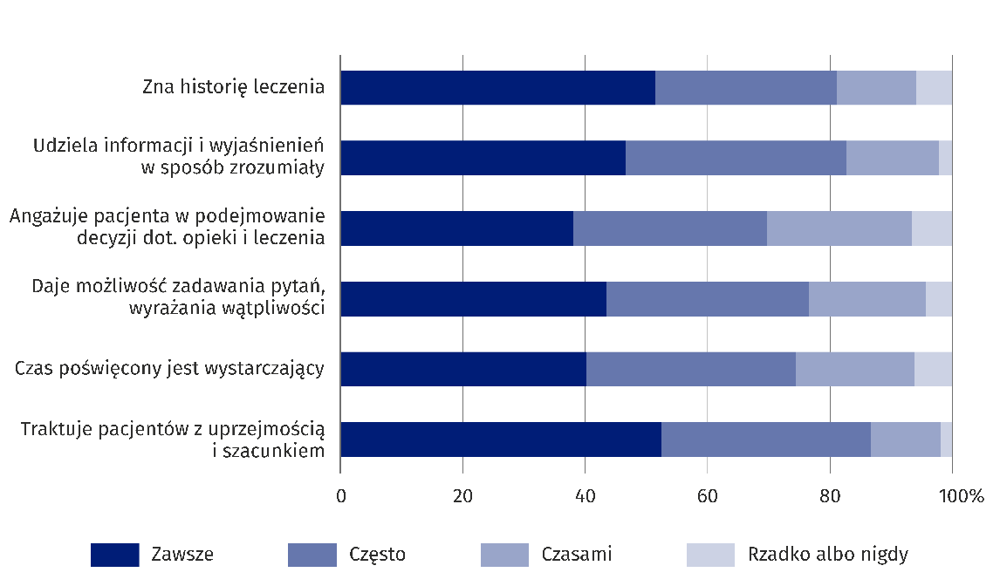 Zna historię leczenia
Udziela informacji i wyjaśnienień
w sposób zrozumiały
Angażuje pacjenta w podejmowanie
decyzji dot. opieki i leczenia
Daje możliwość zadawania pytań,
wyrażania wątpliwości
Czas poświęcony jest wystarczający
Traktuje pacjentów z uprzejmością
i szacunkiem
0 20 40 60 80 100%
Zawsze Często Czasami Rzadko albo nigdy